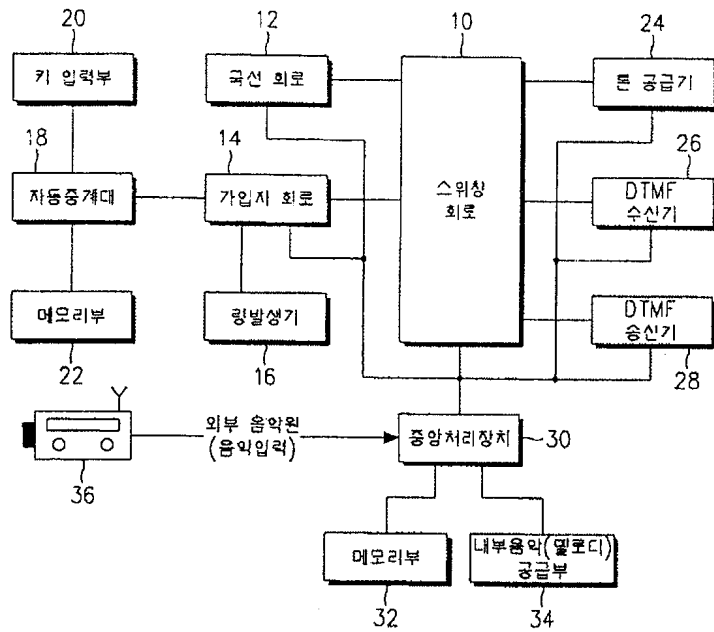 20
12
10
24
키 입력부
국선 회로
톤 공급기
18
14
26
자동중계대
가입자 회로
스위칭
회로
DTMF
수신기
메모리부
링발생기
DTMF
송신기
22
16
28
외부 음악원
(음악입력)
중앙처리장치
30
36
메모리부
내부음악(멜로디)
공급부
32
34